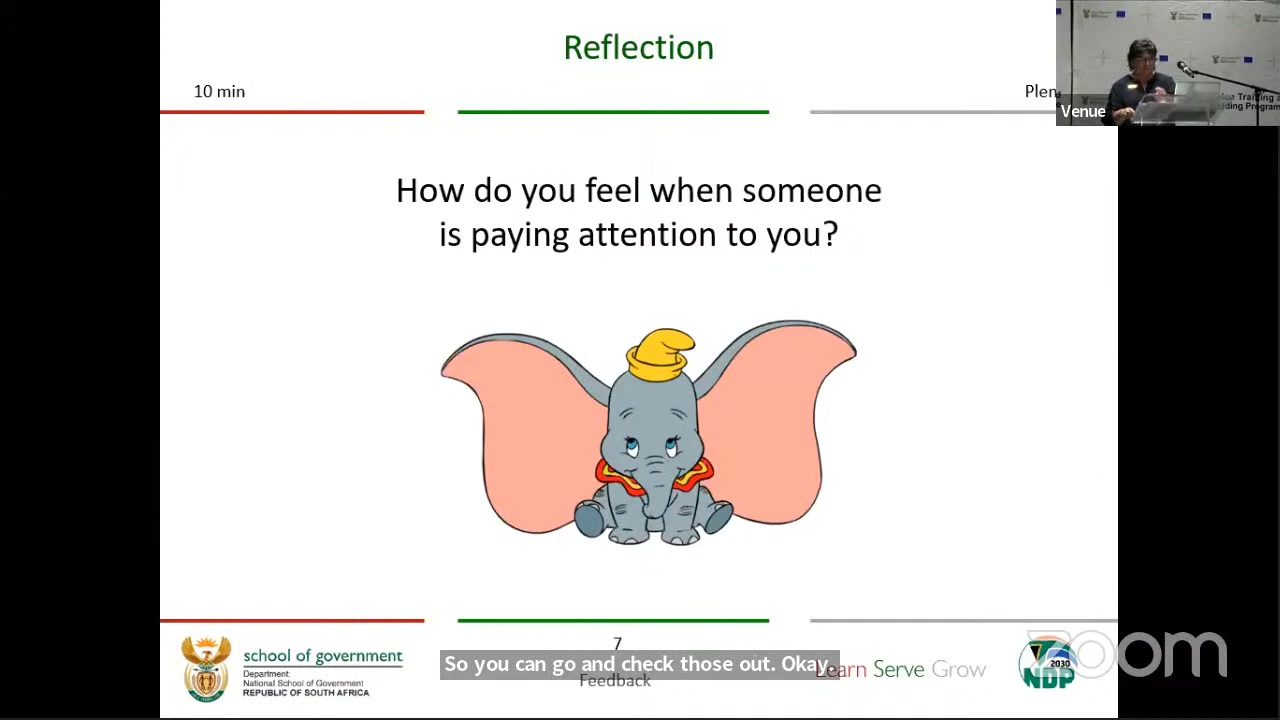 Reflection
10 min
Plen
Venue
How do you feel when someone
is paying attention to you?
7
Feedback
So you can go and check those out. Okay.
school of government
Department:
National School of Government
REPUBLIC OF SOUTH AFRICA
Learn Serve Grow
2030
NDP
zoom